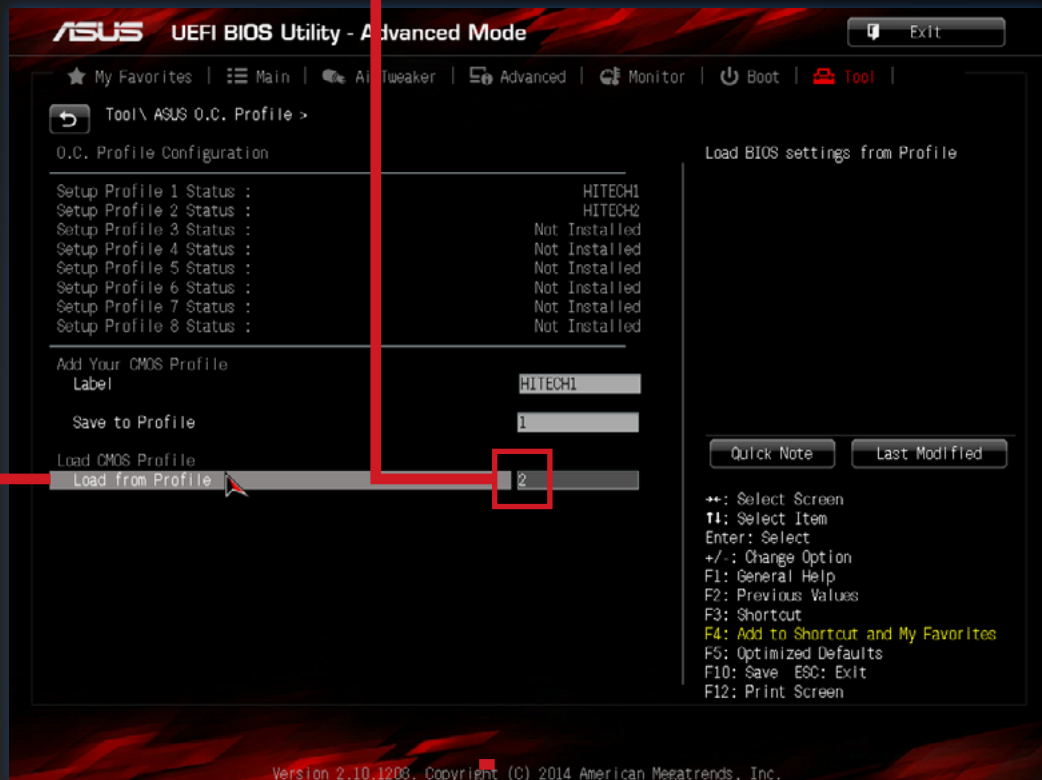 ASUS UEFI BIOS Utility - Advanced Mode Exit
My Favorites Main Ai Tweaker Advanced Monitor Boot Tool
Tool\ ASUS O.C. Profile >
O.C. Profile Configuration
Setup Profile 1 Status : HITECH1
Setup Profile 2 Status : HITECH2
Setup Profile 3 Status : Not Installed
Setup Profile 4 Status : Not Installed
Setup Profile 5 Status : Not Installed
Setup Profile 6 Status : Not Installed
Setup Profile 7 Status : Not Installed
Setup Profile 8 Status : Not Installed
Add Your CMOS Profile
Label HITECH1
Save to Profile 1
Load CMOS Profile
Load from Profile 2
Load BIOS settings from Profile
Quick Note Last Modified
→←: Select Screen
↑↓: Select Item
Enter: Select
+/-: Change Option
F1: General Help
F2: Previous Values
F3: Shortcut
F4: Add to Shortcut and My Favorites
F5: Optimized Defaults
F10: Save ESC: Exit
F12: Print Screen
Version 2.10.1208. Copyright (C) 2014 American Megatrends, Inc.